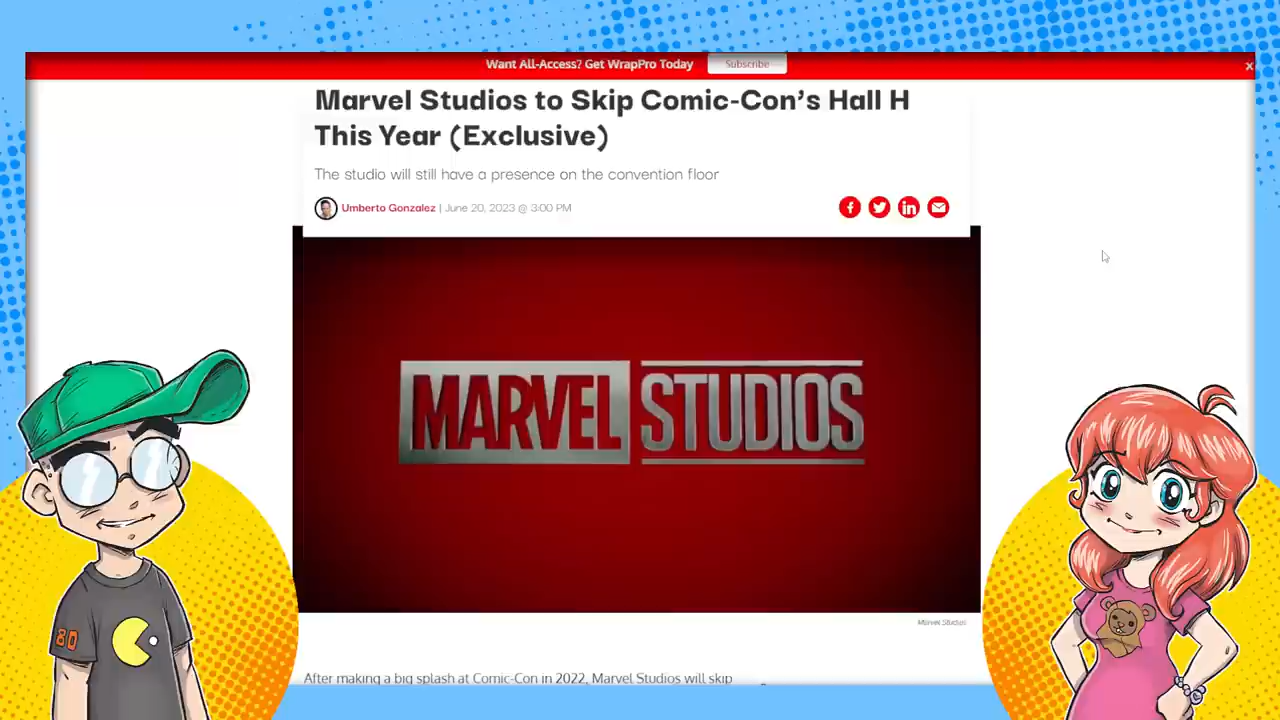 Want All-Access? Get WrapPro Today Subscribe x
Marvel Studios to Skip Comic-Con's Hall H
This Year (Exclusive)
The studio will still have a presence on the convention floor
Umberto Gonzalez | June 20, 2023 @ 3:00 PM
MARVEL STUDIOS
80
Marvel Studios
After making a big splash at Comic-Con in 2022, Marvel Studios will skip